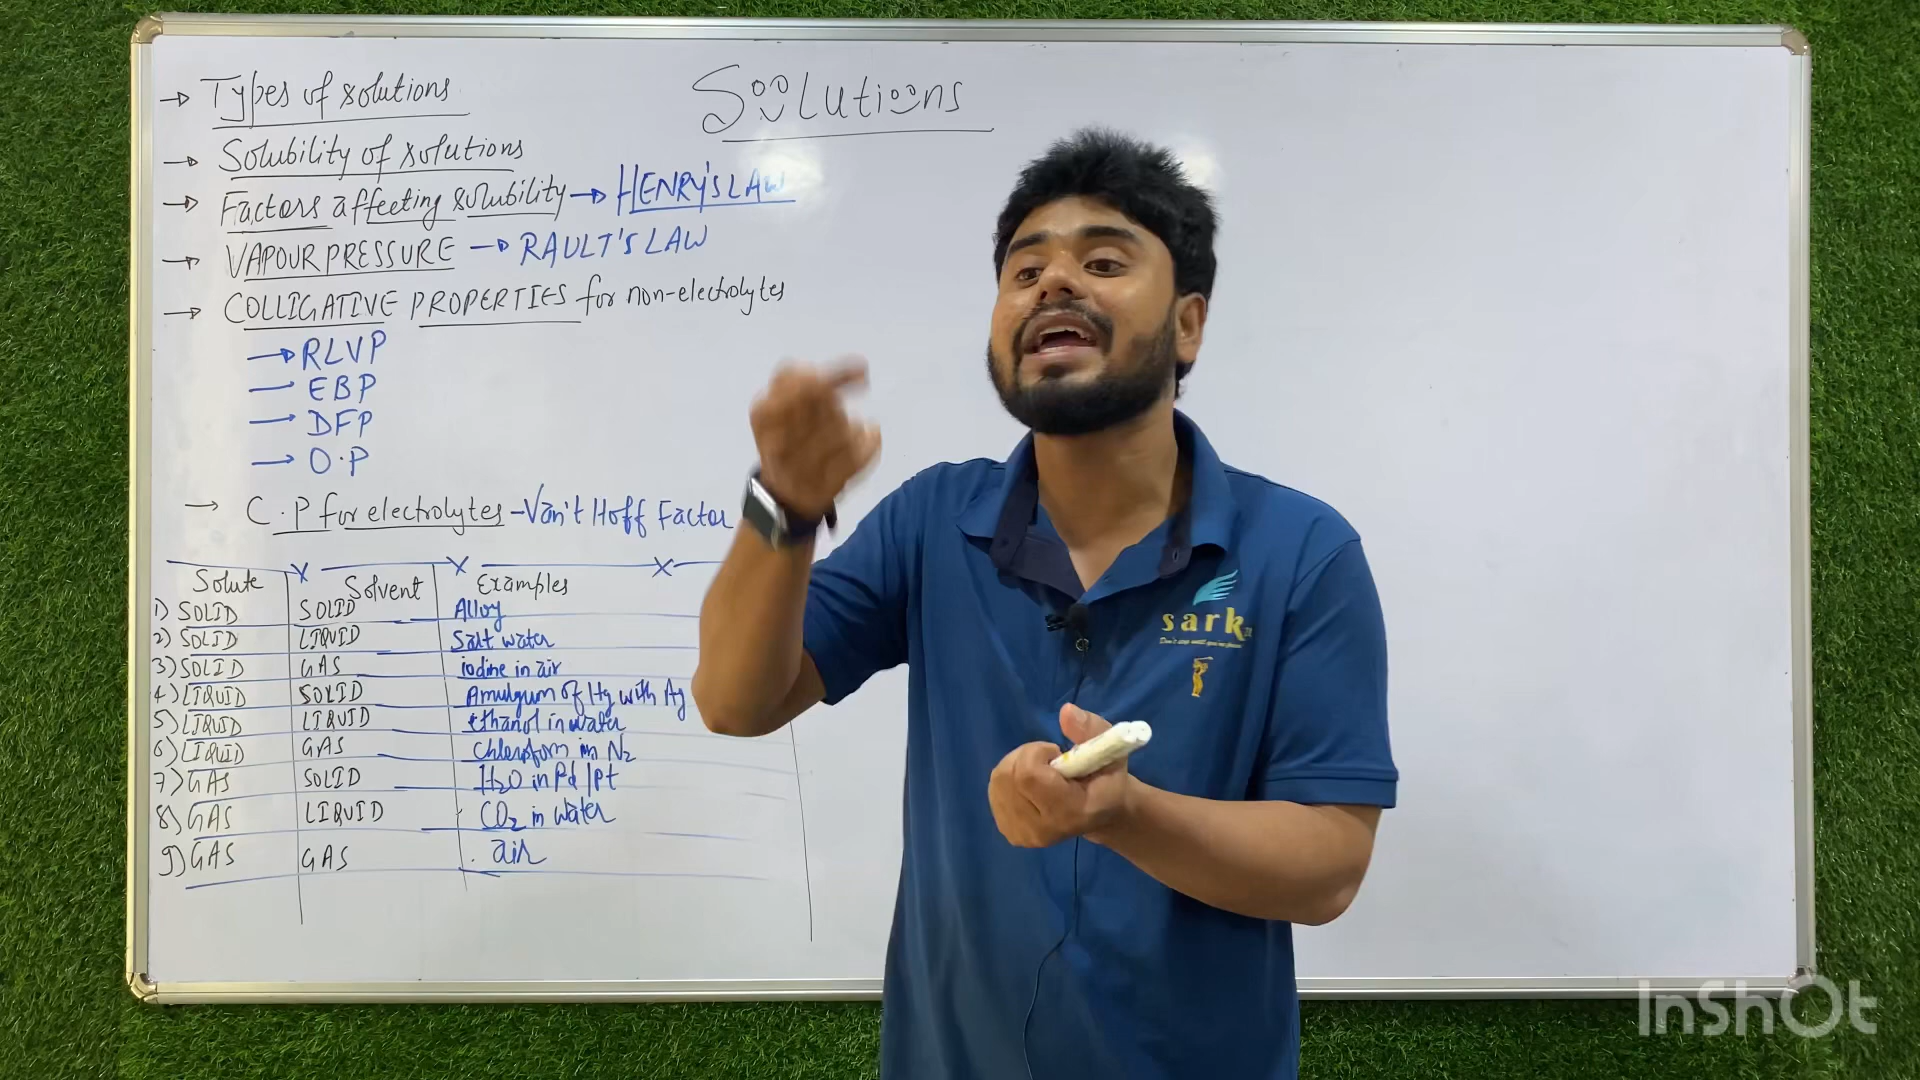 Soolutioons
→ Types of solutions
→ Solubility of solutions
→ Factors affecting solubility → HENRY'S LAW
→ VAPOUR PRESSURE → RAULT'S LAW
→ COLLIGATIVE PROPERTIES for non-electrolytes
→ RLVP
→ EBP
→ DFP
→ O.P
→ C.P for electrolytes - Van't Hoff Factor
Solute Solvent Examples
1) SOLID SOLID Alloy
2) SOLID LIQUID Salt water
3) SOLID GAS iodine in air
4) LIQUID SOLID Amulgum of Hg with Ag
5) LIQUID LIQUID ethanol in water
6) LIQUID GAS Chloroform in N2
7) GAS SOLID H2O in Pd/Pt
8) GAS LIQUID CO2 in water
9) GAS GAS air
sark
InShOt